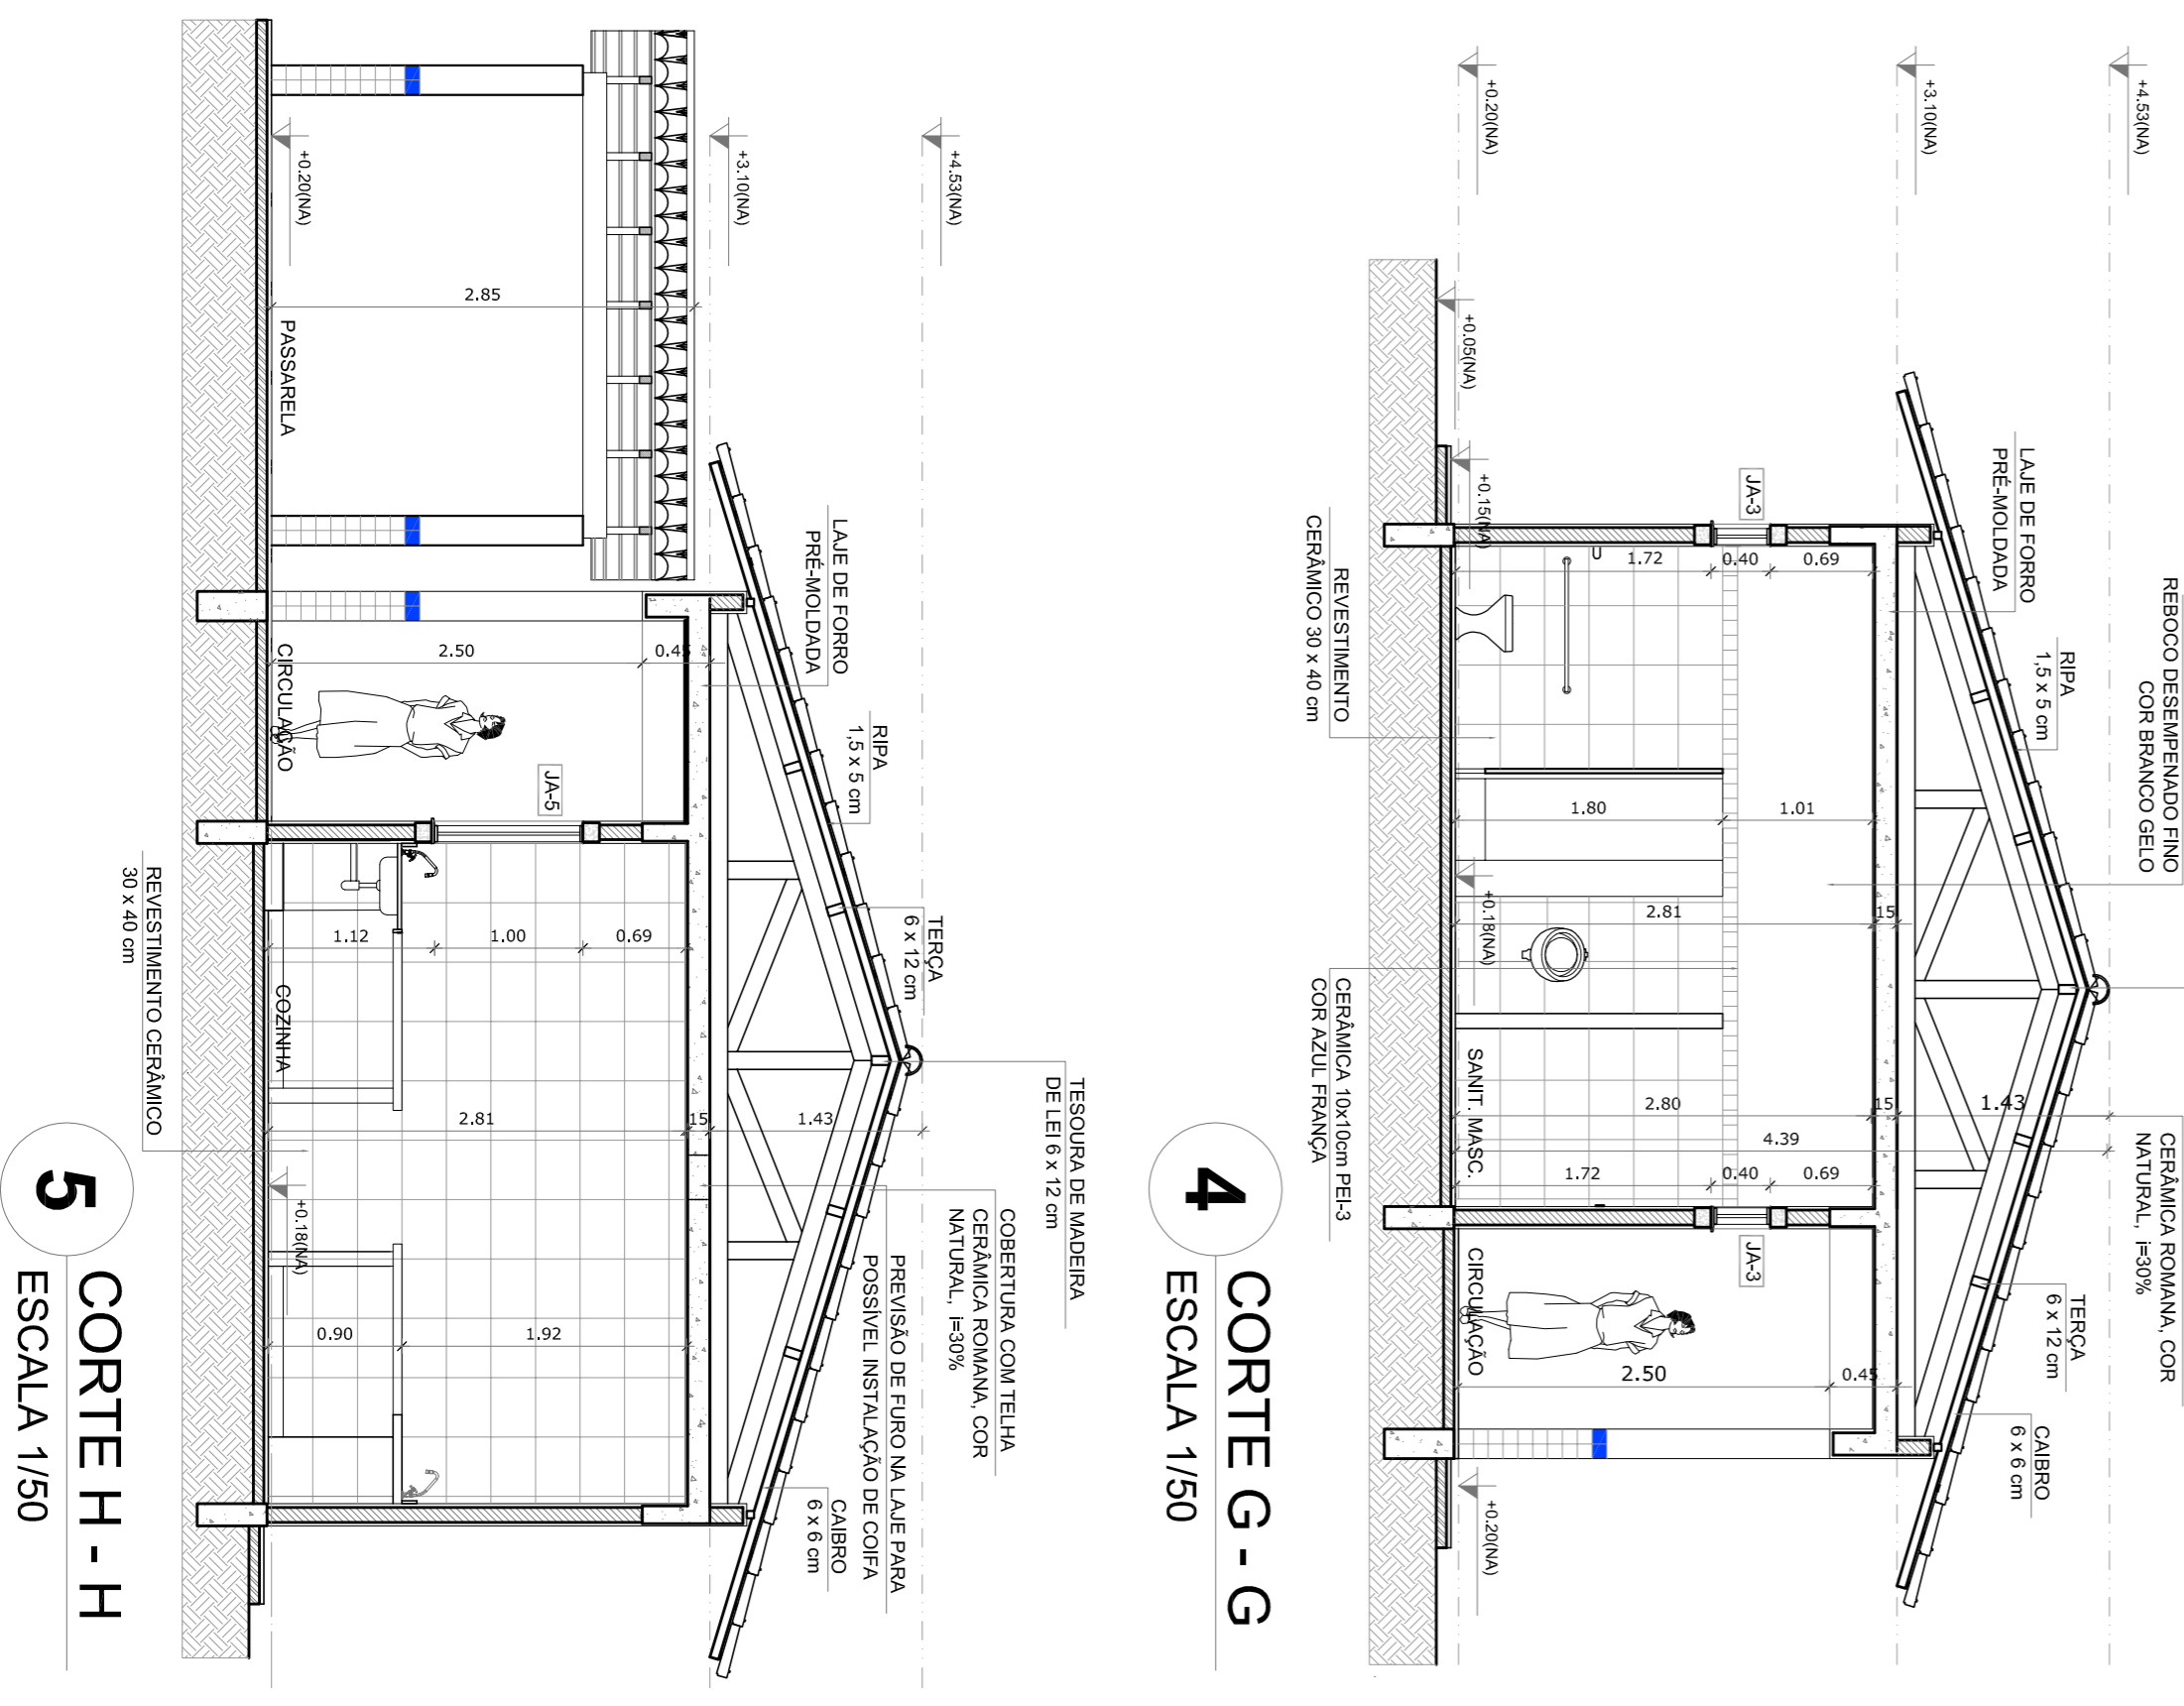 REBOCO DESEMPENADO FINO
COR BRANCO GELO
CERÂMICA ROMANA, COR
NATURAL, i=30%
+4.53(NA)
+3.10(NA)
+0.20(NA)
+0.05(NA)
+0.15(NA)
LAJE DE FORRO
PRÉ-MOLDADA
RIPA
1,5 x 5 cm
TERÇA
6 x 12 cm
CAIBRO
6 x 6 cm
JA-3
JA-3
1.72
0.40
0.69
1.80
1.01
2.81
15
+0.18(NA)
2.80
15
1.43
4.39
1.72
0.40
0.69
2.50
0.45
SANIT. MASC.
CIRCULAÇÃO
+0.20(NA)
REVESTIMENTO
CERÂMICO 30 x 40 cm
CERÂMICA 10x10cm PEI-3
COR AZUL FRANÇA
4
CORTE G - G
ESCALA 1/50
TESOURA DE MADEIRA
DE LEI 6 x 12 cm
COBERTURA COM TELHA
CERÂMICA ROMANA, COR
NATURAL, i=30%
+4.53(NA)
+3.10(NA)
+0.20(NA)
LAJE DE FORRO
PRÉ-MOLDADA
RIPA
1,5 x 5 cm
TERÇA
6 x 12 cm
PREVISÃO DE FURO NA LAJE PARA
POSSÍVEL INSTALAÇÃO DE COIFA
CAIBRO
6 x 6 cm
2.85
PASSARELA
2.50
0.45
CIRCULAÇÃO
JA-5
1.12
1.00
0.69
COZINHA
2.81
15
1.43
+0.18(NA)
0.90
1.92
REVESTIMENTO CERÂMICO
30 x 40 cm
5
CORTE H - H
ESCALA 1/50